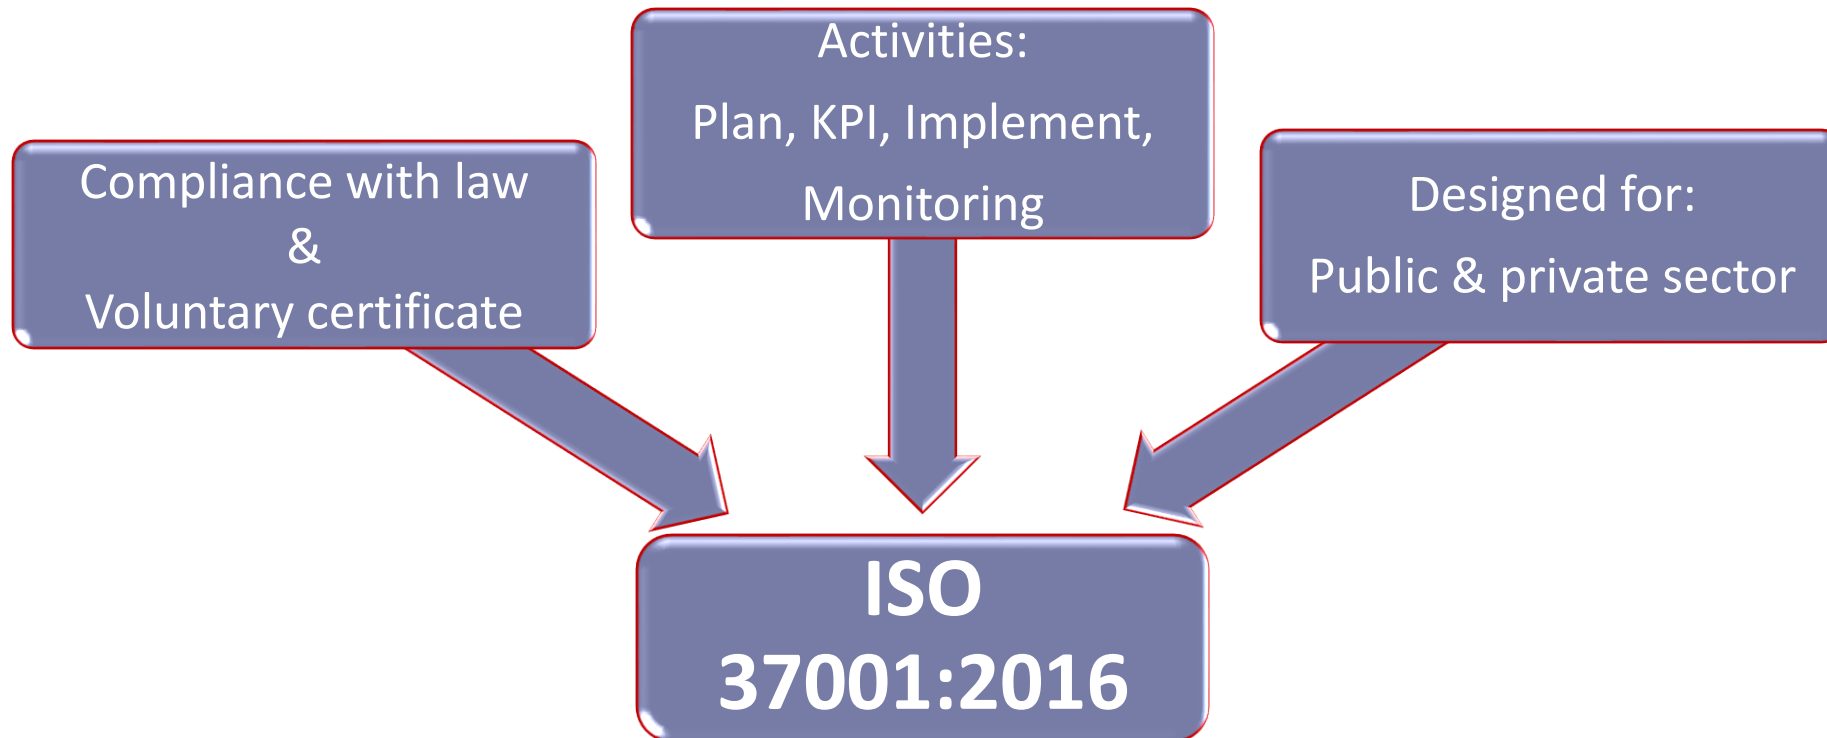 Compliance with law
&
Voluntary certificate
Activities:
Plan, KPI, Implement,
Monitoring
Designed for:
Public & private sector
ISO
37001:2016